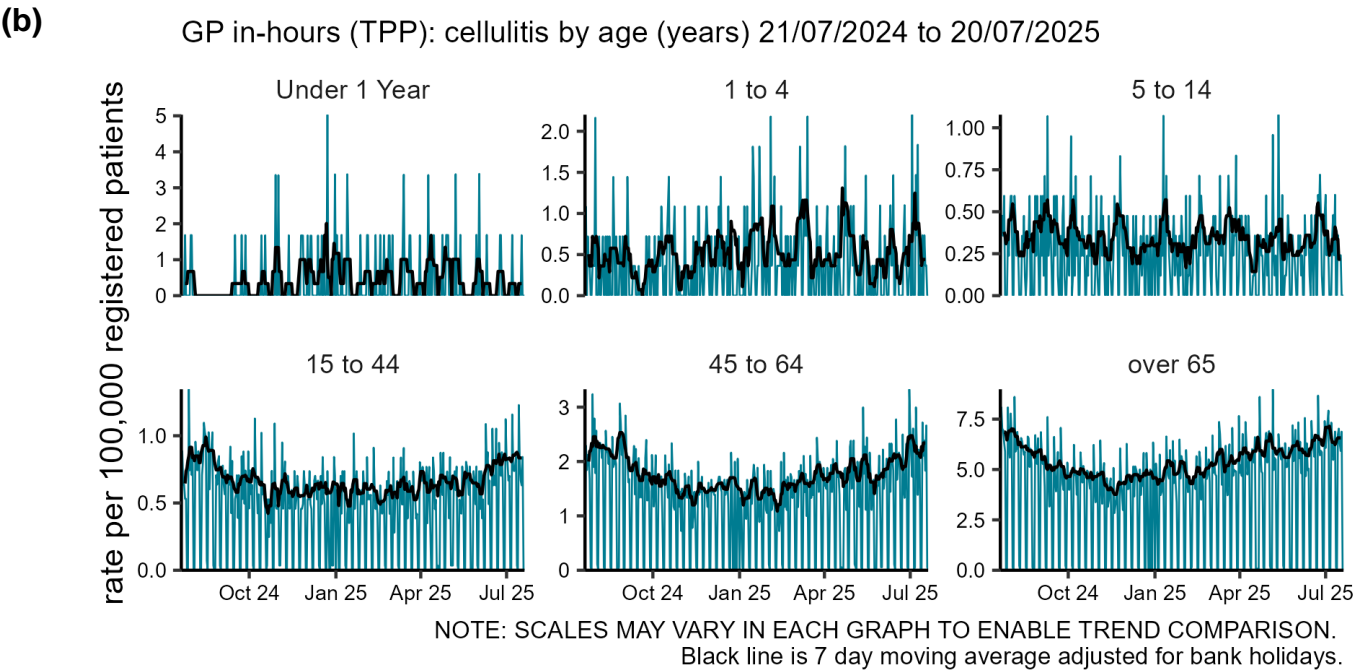 (b)
GP in-hours (TPP): cellulitis by age (years) 21/07/2024 to 20/07/2025
rate per 100,000 registered patients
Under 1 Year
5
4
3
2
1
0
1 to 4
2.0
1.5
1.0
0.5
0.0
5 to 14
1.00
0.75
0.50
0.25
0.00
15 to 44
1.0
0.5
0.0
Oct 24 Jan 25 Apr 25 Jul 25
45 to 64
3
2
1
0
Oct 24 Jan 25 Apr 25 Jul 25
over 65
7.5
5.0
2.5
0.0
Oct 24 Jan 25 Apr 25 Jul 25
NOTE: SCALES MAY VARY IN EACH GRAPH TO ENABLE TREND COMPARISON.
Black line is 7 day moving average adjusted for bank holidays.